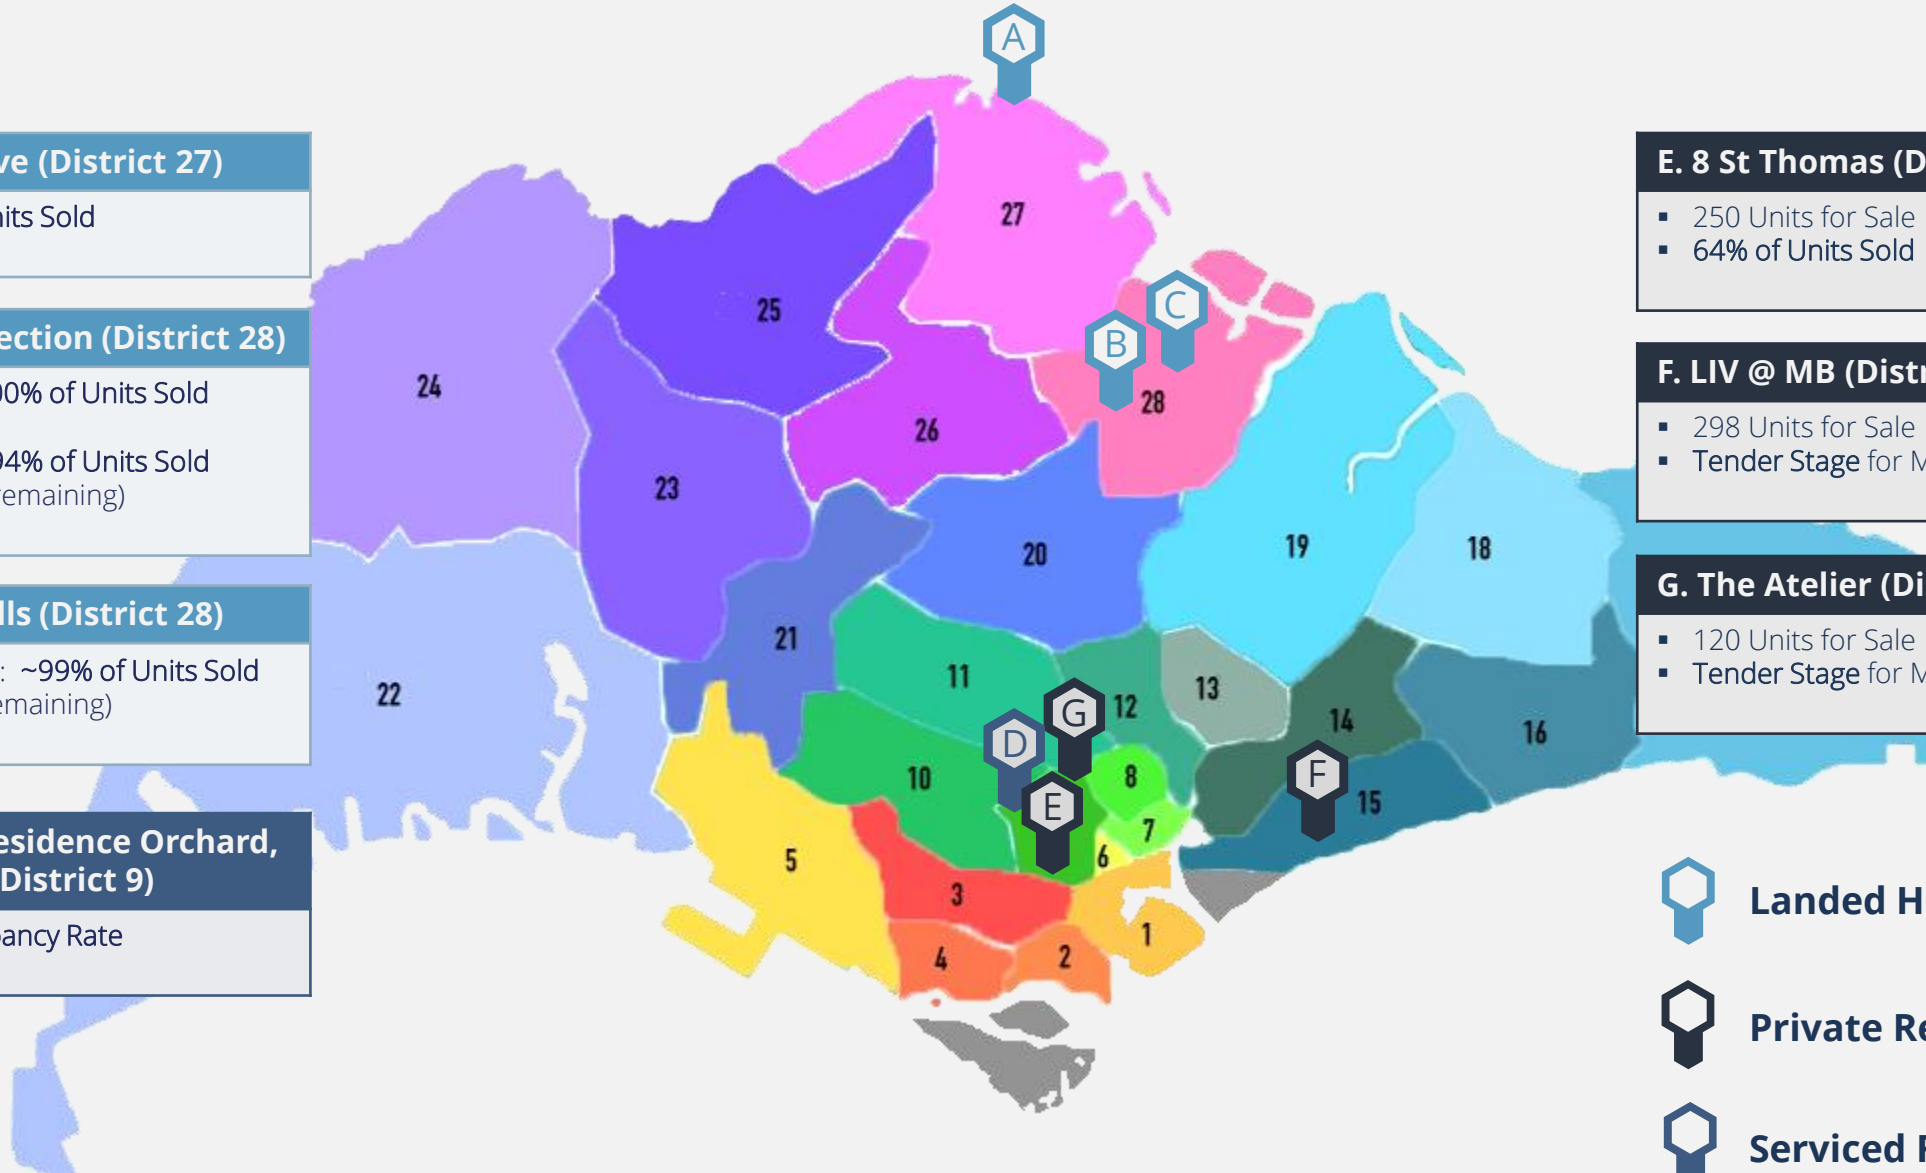 A
ve (District 27)
nits Sold
ection (District 28)
00% of Units Sold
94% of Units Sold
remaining)
lls (District 28)
: ~99% of Units Sold
emaining)
esidence Orchard,
District 9)
pancy Rate
27
25
24
26
C
B
28
23
20
19
18
21
22
11
12
13
14
16
G
D
10
8
F
15
E
7
6
5
3
1
4
2
E. 8 St Thomas (D
▪ 250 Units for Sale
▪ 64% of Units Sold
F. LIV @ MB (Distr
▪ 298 Units for Sale
▪ Tender Stage for M
G. The Atelier (Di
▪ 120 Units for Sale
▪ Tender Stage for M
Landed H
Private Re
Serviced